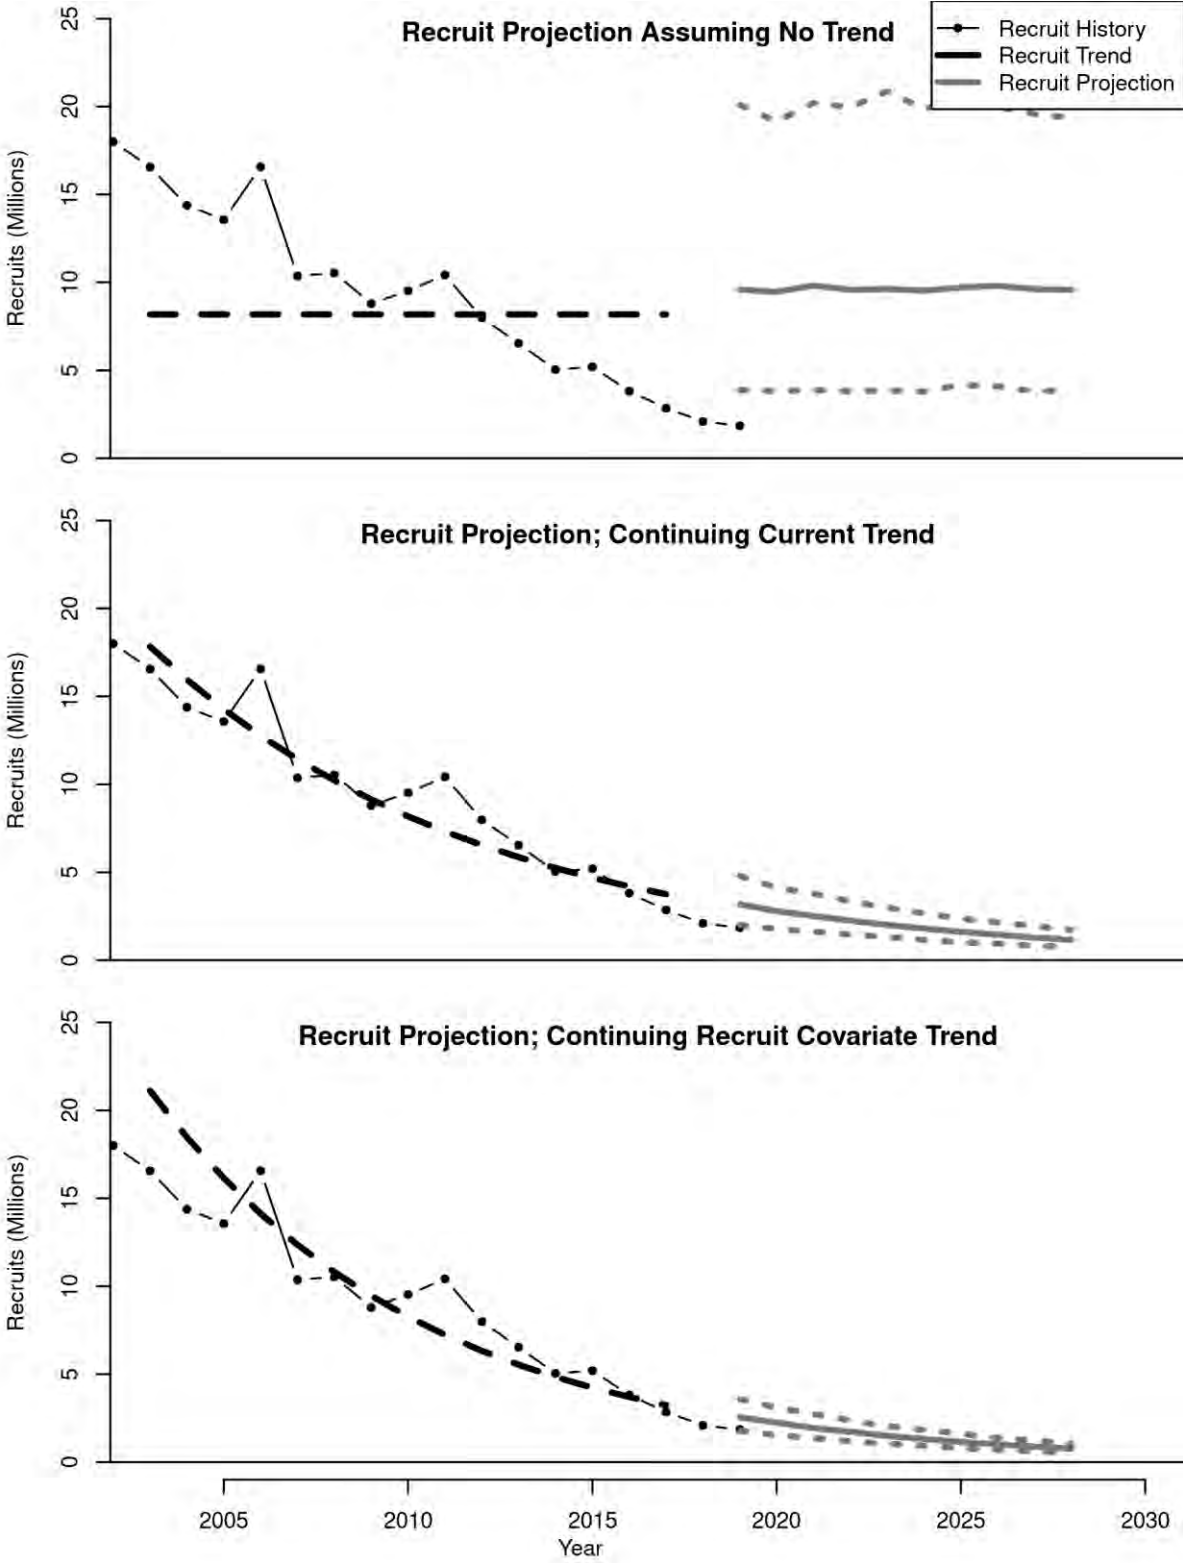 Recruit Projection Assuming No Trend
Recruit History
Recruit Trend
Recruit Projection
Recruits (Millions)
25
20
15
10
5
0
Recruit Projection; Continuing Current Trend
Recruits (Millions)
25
20
15
10
5
0
Recruit Projection; Continuing Recruit Covariate Trend
Recruits (Millions)
25
20
15
10
5
0
2005 2010 2015 2020 2025 2030
Year